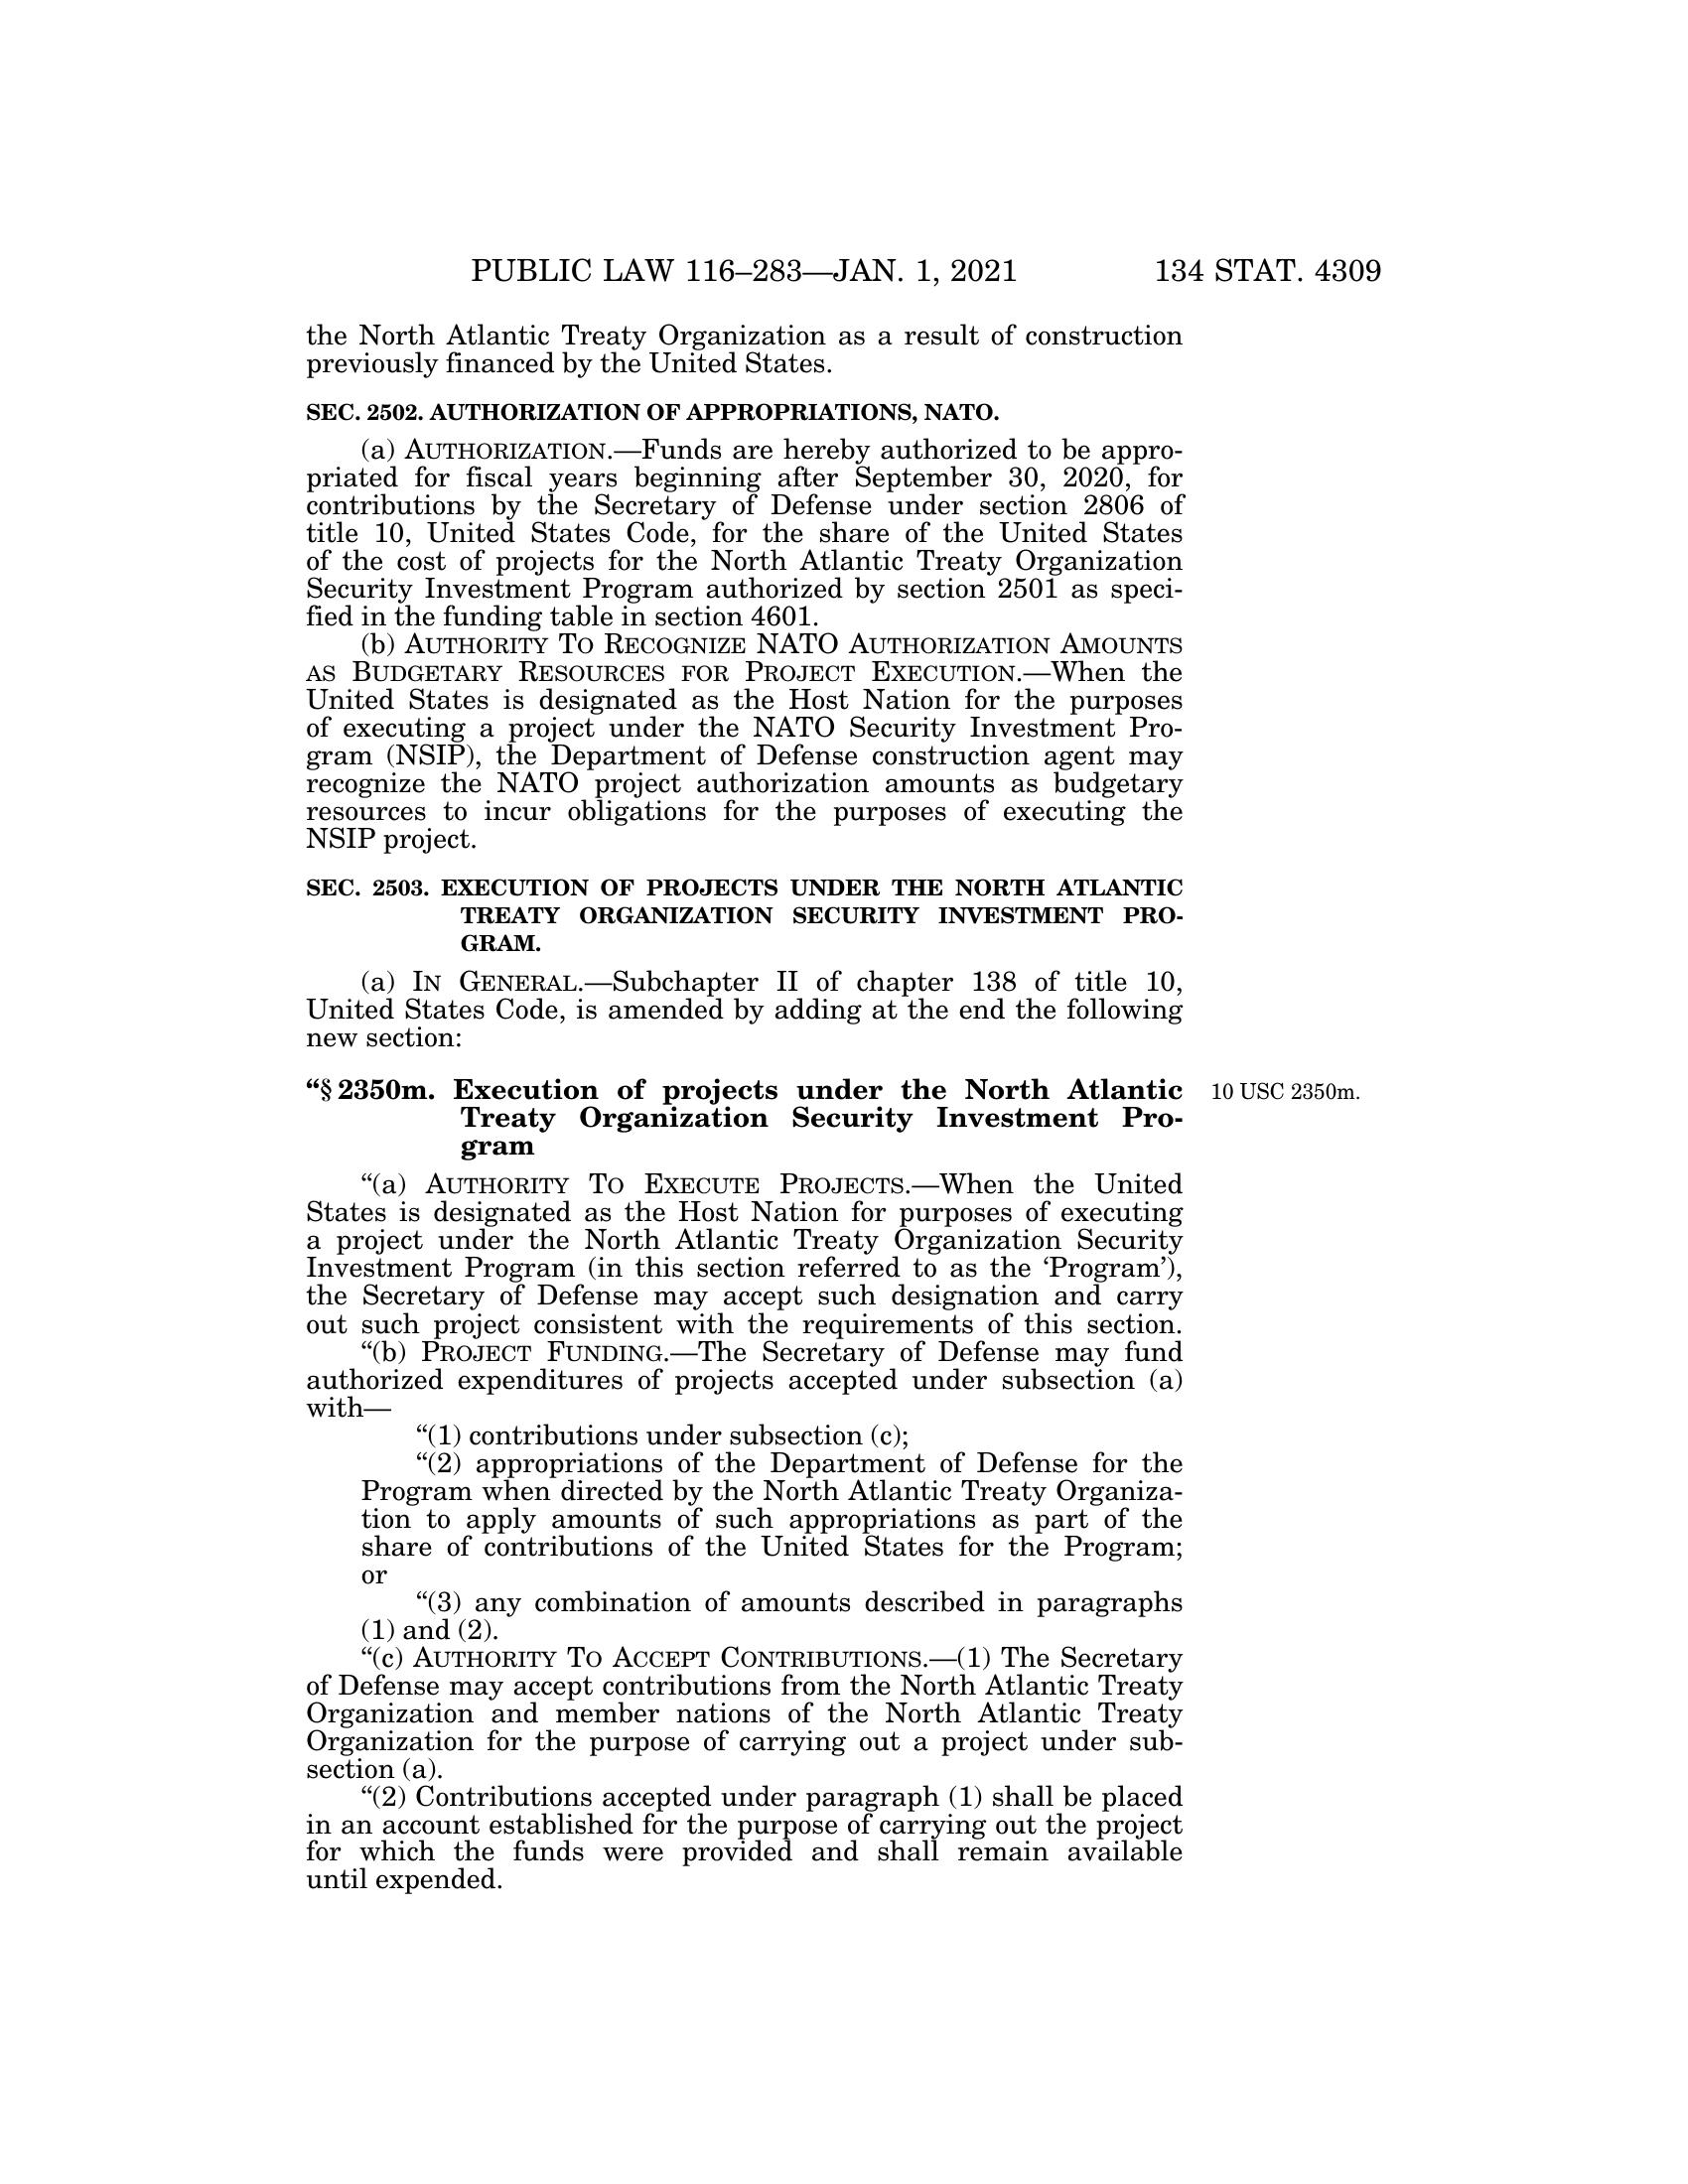 PUBLIC LAW 116–283—JAN. 1, 2021 134 STAT. 4309
the North Atlantic Treaty Organization as a result of construction
previously financed by the United States.
SEC. 2502. AUTHORIZATION OF APPROPRIATIONS, NATO.
(a) AUTHORIZATION.—Funds are hereby authorized to be appro-
priated for fiscal years beginning after September 30, 2020, for
contributions by the Secretary of Defense under section 2806 of
title 10, United States Code, for the share of the United States
of the cost of projects for the North Atlantic Treaty Organization
Security Investment Program authorized by section 2501 as speci-
fied in the funding table in section 4601.
(b) AUTHORITY TO RECOGNIZE NATO AUTHORIZATION AMOUNTS
AS BUDGETARY RESOURCES FOR PROJECT EXECUTION.—When the
United States is designated as the Host Nation for the purposes
of executing a project under the NATO Security Investment Pro-
gram (NSIP), the Department of Defense construction agent may
recognize the NATO project authorization amounts as budgetary
resources to incur obligations for the purposes of executing the
NSIP project.
SEC. 2503. EXECUTION OF PROJECTS UNDER THE NORTH ATLANTIC
TREATY ORGANIZATION SECURITY INVESTMENT PRO-
GRAM.
(a) IN GENERAL.—Subchapter II of chapter 138 of title 10,
United States Code, is amended by adding at the end the following
new section:
“§ 2350m. Execution of projects under the North Atlantic
Treaty Organization Security Investment Pro-
gram
10 USC 2350m.
“(a) AUTHORITY TO EXECUTE PROJECTS.—When the United
States is designated as the Host Nation for purposes of executing
a project under the North Atlantic Treaty Organization Security
Investment Program (in this section referred to as the ‘Program’),
the Secretary of Defense may accept such designation and carry
out such project consistent with the requirements of this section.
“(b) PROJECT FUNDING.—The Secretary of Defense may fund
authorized expenditures of projects accepted under subsection (a)
with—
“(1) contributions under subsection (c);
“(2) appropriations of the Department of Defense for the
Program when directed by the North Atlantic Treaty Organiza-
tion to apply amounts of such appropriations as part of the
share of contributions of the United States for the Program;
or
“(3) any combination of amounts described in paragraphs
(1) and (2).
“(c) AUTHORITY TO ACCEPT CONTRIBUTIONS.—(1) The Secretary
of Defense may accept contributions from the North Atlantic Treaty
Organization and member nations of the North Atlantic Treaty
Organization for the purpose of carrying out a project under sub-
section (a).
“(2) Contributions accepted under paragraph (1) shall be placed
in an account established for the purpose of carrying out the project
for which the funds were provided and shall remain available
until expended.